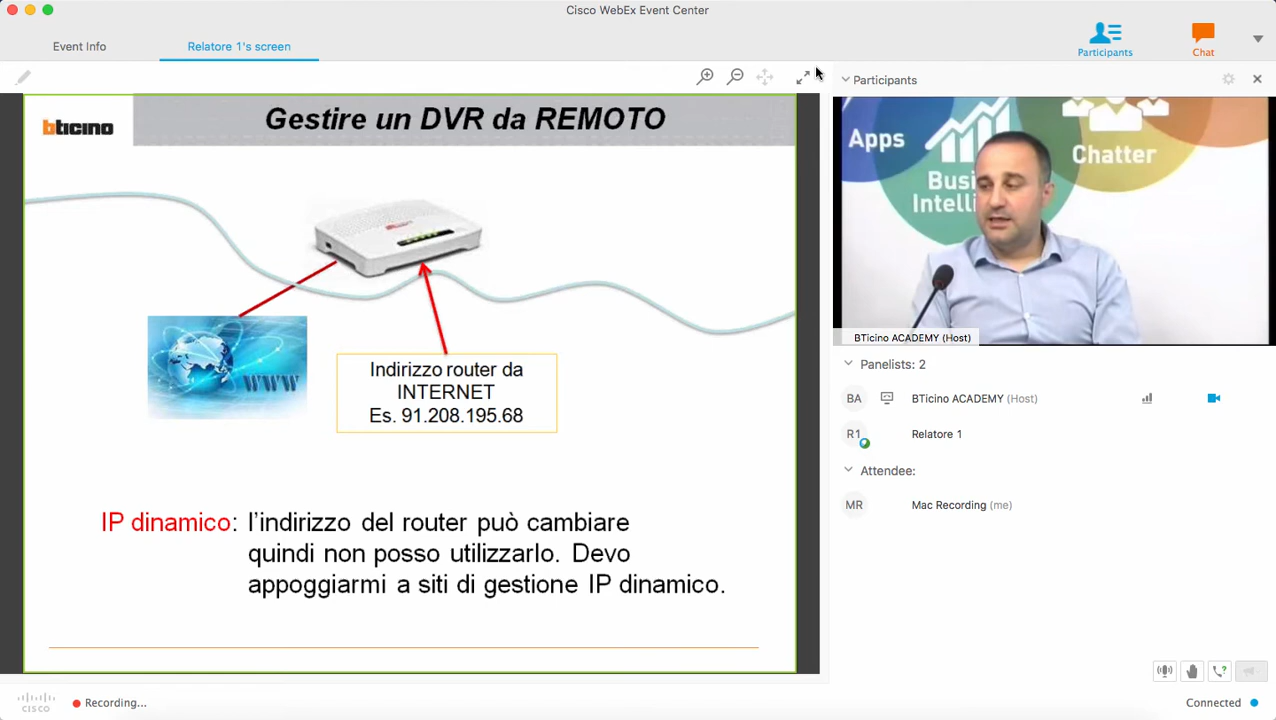 Cisco WebEx Event Center
Event Info
Relatore 1's screen
Participants
Chat
Participants
bticino
Gestire un DVR da REMOTO
WWW
Indirizzo router da
INTERNET
Es. 91.208.195.68
IP dinamico: l'indirizzo del router può cambiare
quindi non posso utilizzarlo. Devo
appoggiarmi a siti di gestione IP dinamico.
Apps
Chatter
Busi
Intelli
BTicino ACADEMY (Host)
Panelists: 2
BA
BTicino ACADEMY (Host)
R1
Relatore 1
Attendee:
MR
Mac Recording (me)
CISCO
Recording...
Connected